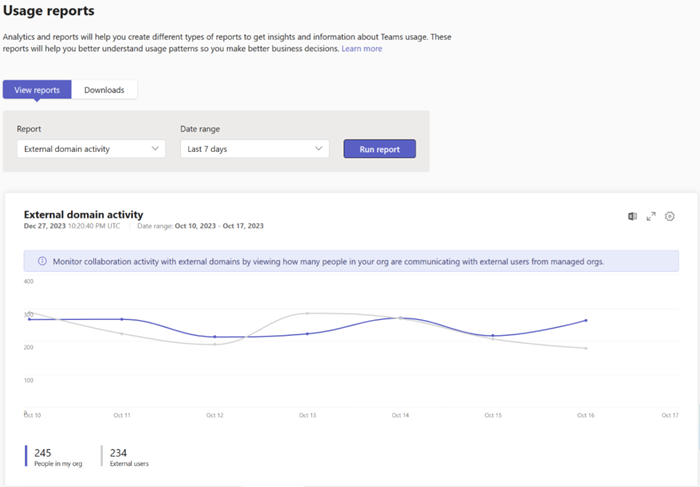 Usage reports
Analytics and reports will help you create different types of reports to get insights and information about Teams usage. These
reports will help you better understand usage patterns so you make better business decisions. Learn more
View reports
Downloads
Report
Date range
External domain activity
Last 7 days
Run report
External domain activity
Dec 27, 2023 10:20:40 PM UTC
Date range: Oct 10, 2023 - Oct 17, 2023
Monitor collaboration activity with external domains by viewing how many people in your org are communicating with external users from managed orgs.
400
300
200
100
0
Oct 10
Oct 11
Oct 12
Oct 13
Oct 14
Oct 15
Oct 16
Oct 17
245
People in my org
234
External users